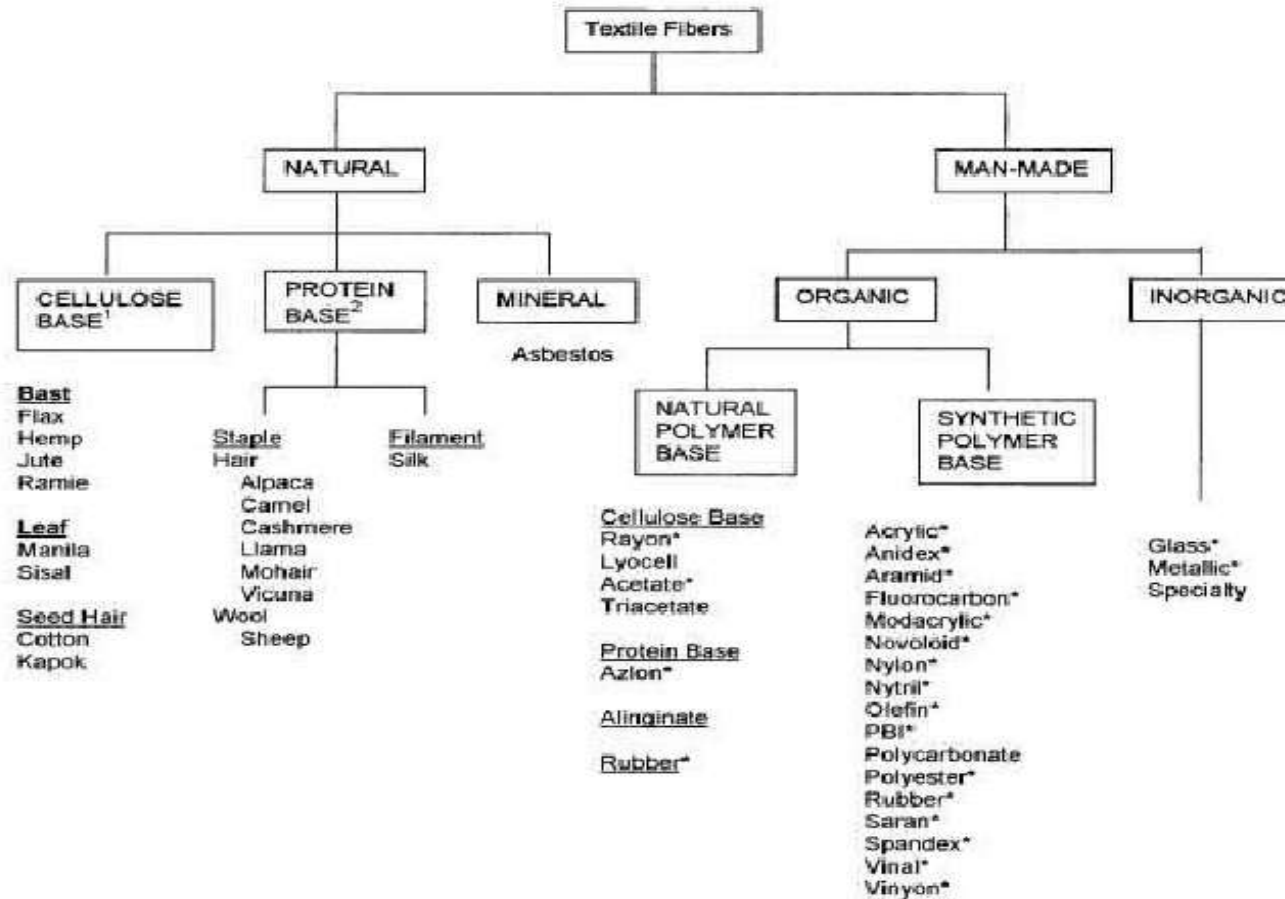 Textile Fibers
NATURAL
MAN-MADE
CELLULOSE
BASE¹
PROTEIN
BASE²
MINERAL
ORGANIC
INORGANIC
Asbestos
NATURAL
POLYMER
BASE
SYNTHETIC
POLYMER
BASE
Bast
Flax
Hemp
Jute
Ramie
Leaf
Manila
Sisal
Seed Hair
Cotton
Kapok
Staple
Hair
Alpaca
Camel
Cashmere
Llama
Mohair
Vicuna
Wool
Sheep
Filament
Silk
Cellulose Base
Rayon*
Lyocell
Acetate*
Triacetate
Protein Base
Azlon*
Alinginate
Rubber*
Acrylic*
Anidex*
Aramid*
Fluorocarbon*
Modacrylic*
Novoloid*
Nylon*
Nytril*
Olefin*
PBI*
Polycarbonate
Polyester*
Rubber*
Saran*
Spandex*
Vinal*
Vinyon*
Glass*
Metallic*
Specialty